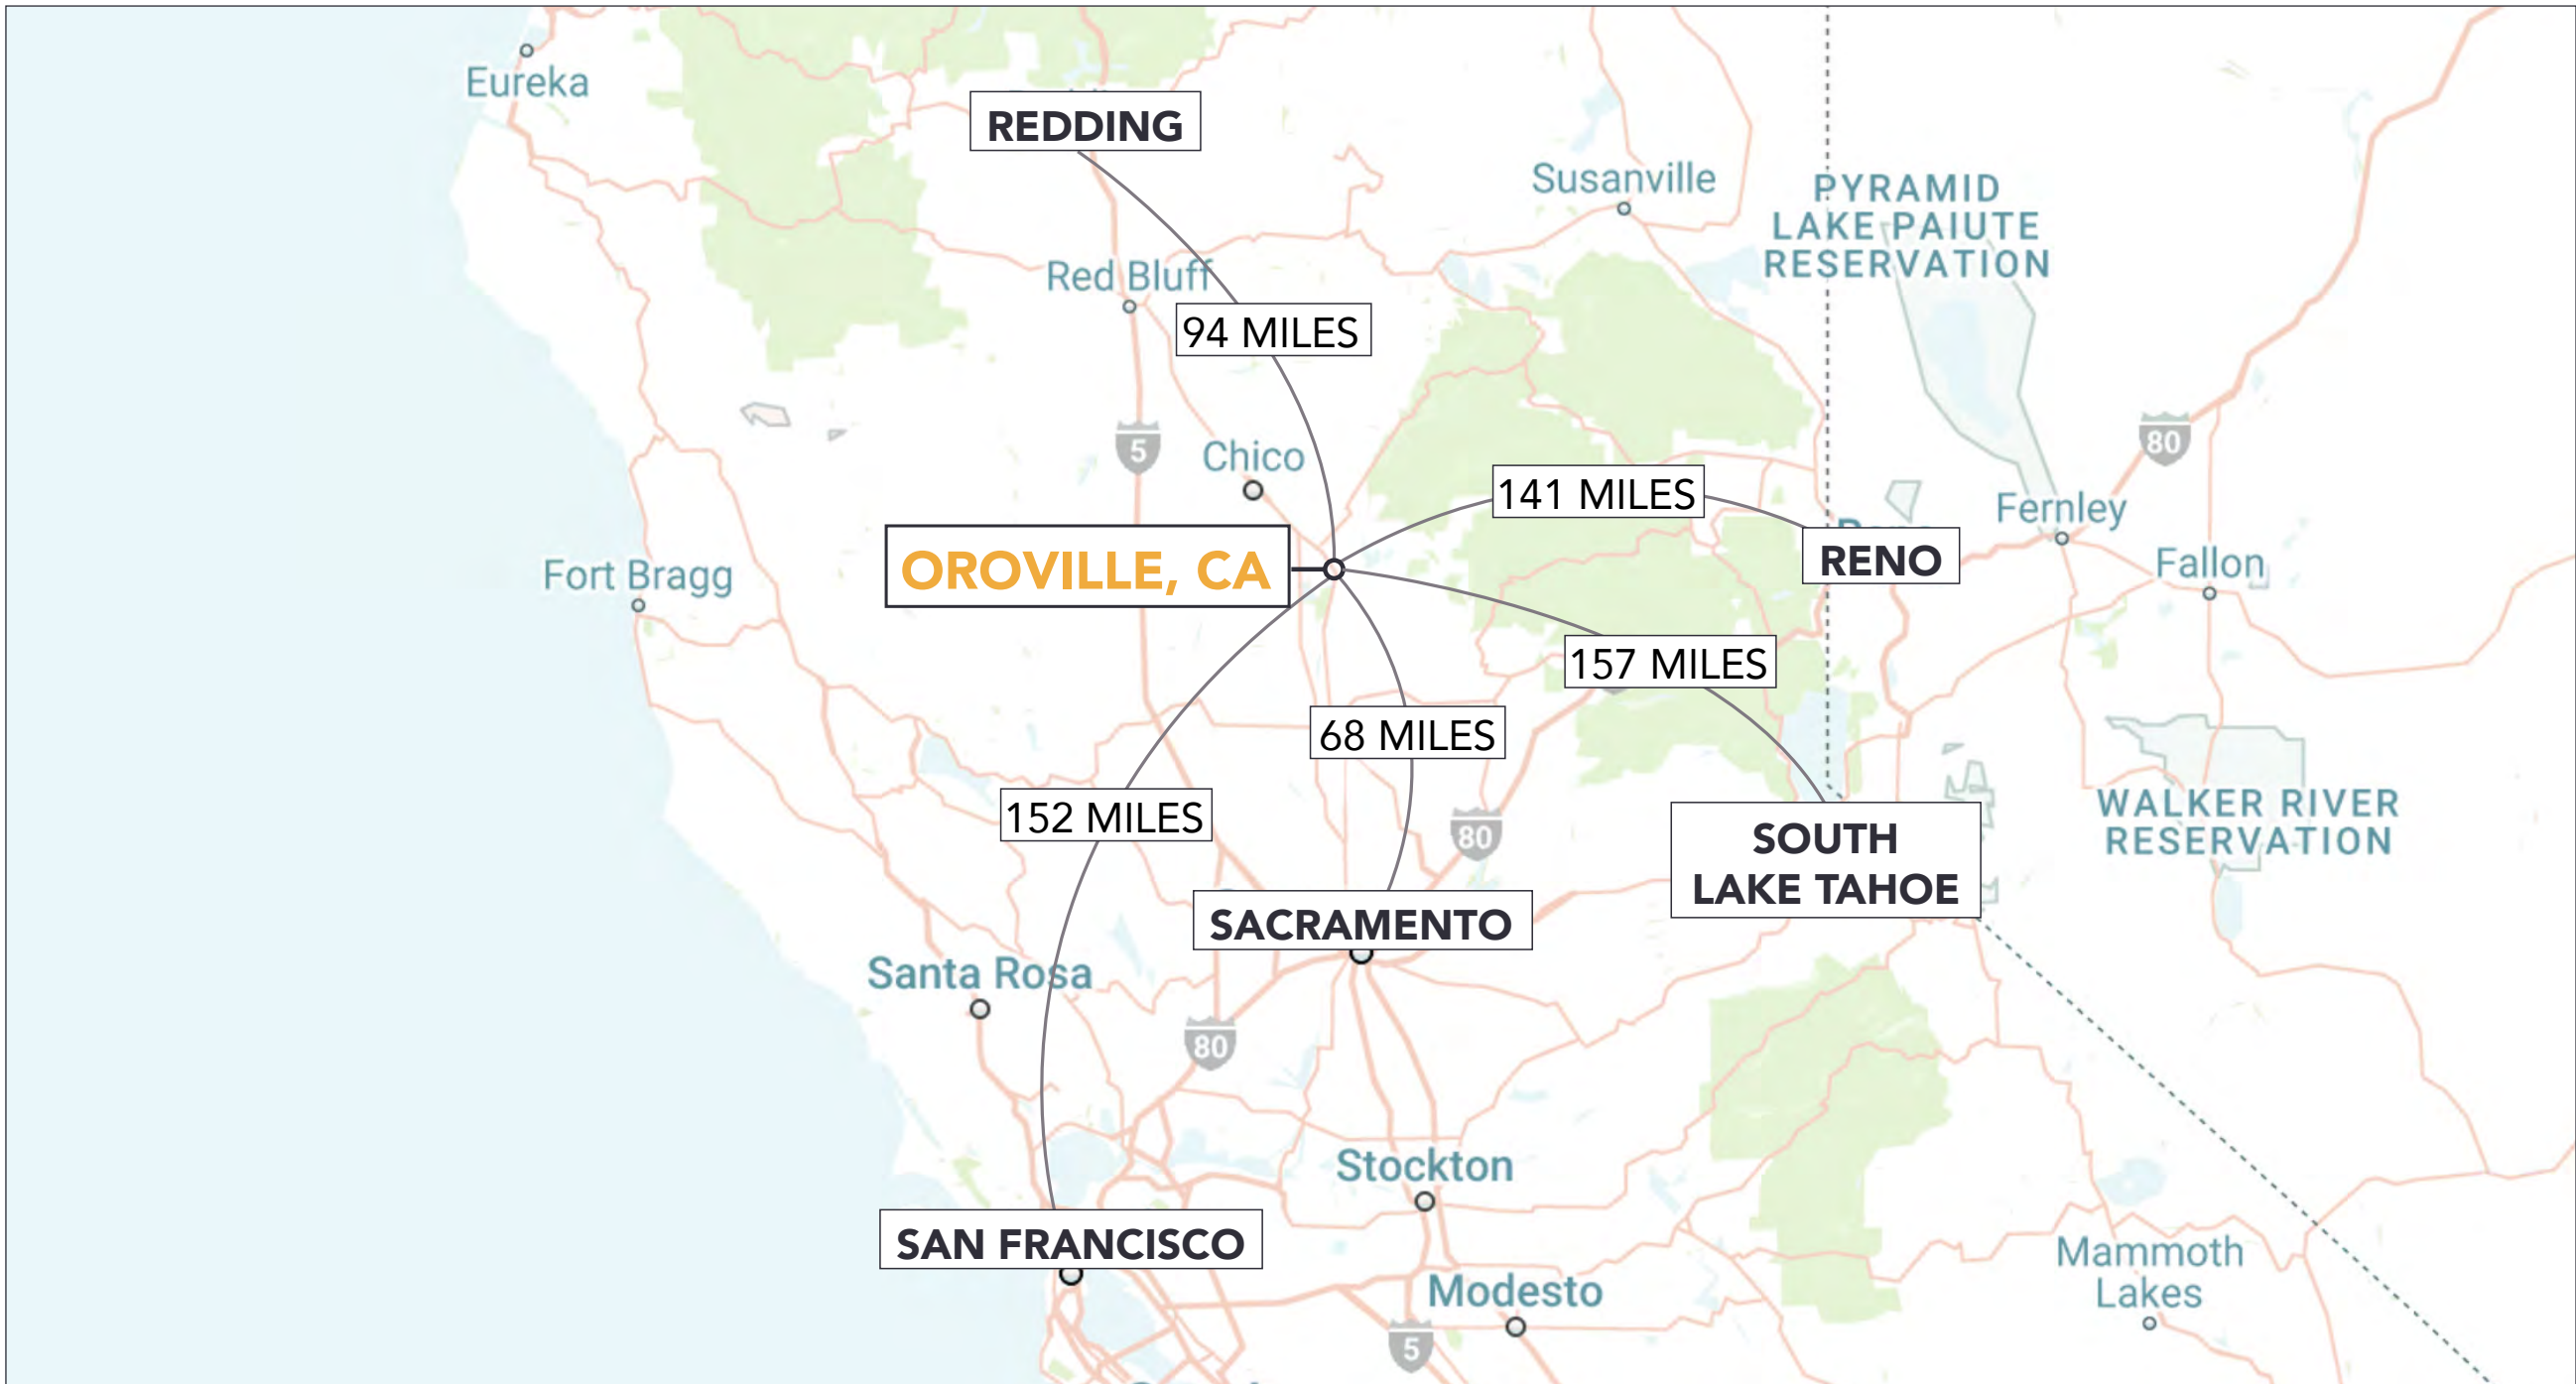 Eureka
REDDING
Susanville
PYRAMID
LAKE PAIUTE
RESERVATION
Red Bluff
94 MILES
5
80
Chico
141 MILES
Fernley
OROVILLE, CA
RENO
Fallon
Fort Bragg
157 MILES
68 MILES
152 MILES
80
WALKER RIVER
RESERVATION
SOUTH
LAKE TAHOE
SACRAMENTO
Santa Rosa
80
Stockton
SAN FRANCISCO
Mammoth
Lakes
Modesto
5